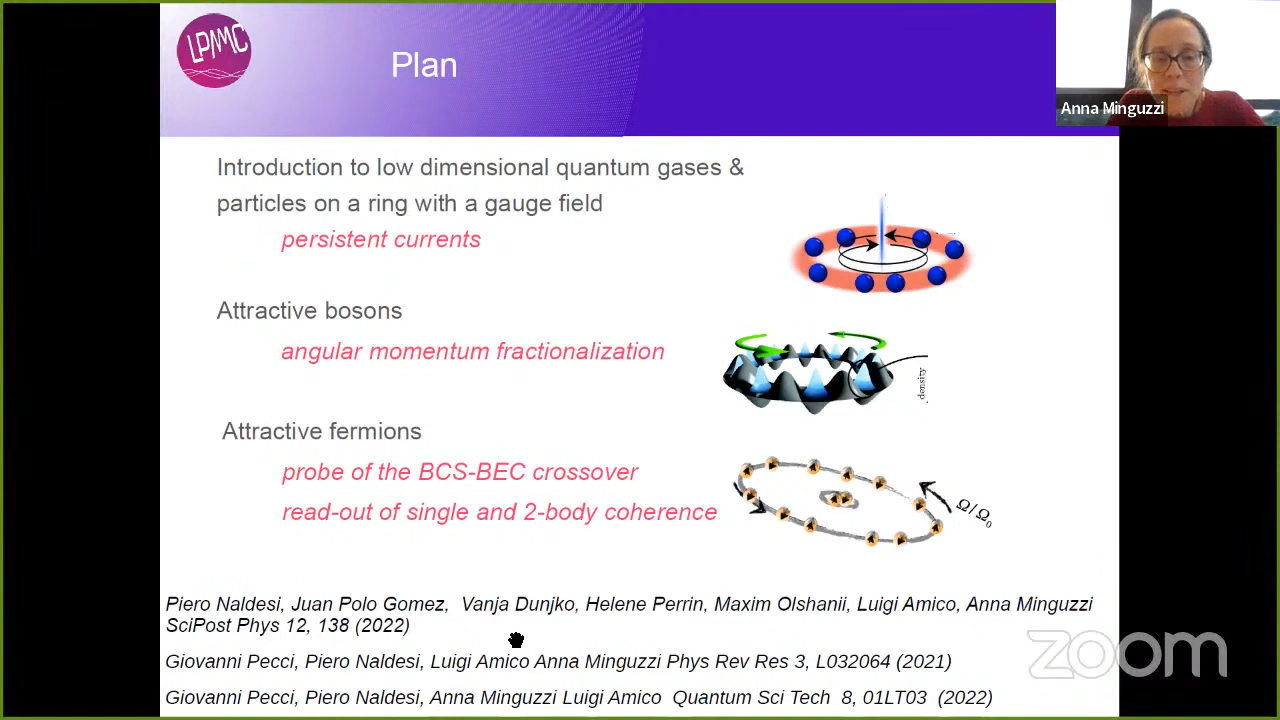 LPMMC
Plan
Anna Minguzzi
Introduction to low dimensional quantum gases &
particles on a ring with a gauge field
persistent currents
Attractive bosons
angular momentum fractionalization
density
Attractive fermions
probe of the BCS-BEC crossover
read-out of single and 2-body coherence
Ω/Ω₀
Piero Naldesi, Juan Polo Gomez, Vanja Dunjko, Helene Perrin, Maxim Olshanii, Luigi Amico, Anna Minguzzi
SciPost Phys 12, 138 (2022)
Giovanni Pecci, Piero Naldesi, Luigi Amico Anna Minguzzi Phys Rev Res 3, L032064 (2021)
Giovanni Pecci, Piero Naldesi, Anna Minguzzi Luigi Amico Quantum Sci Tech 8, 01LT03 (2022)
zoom